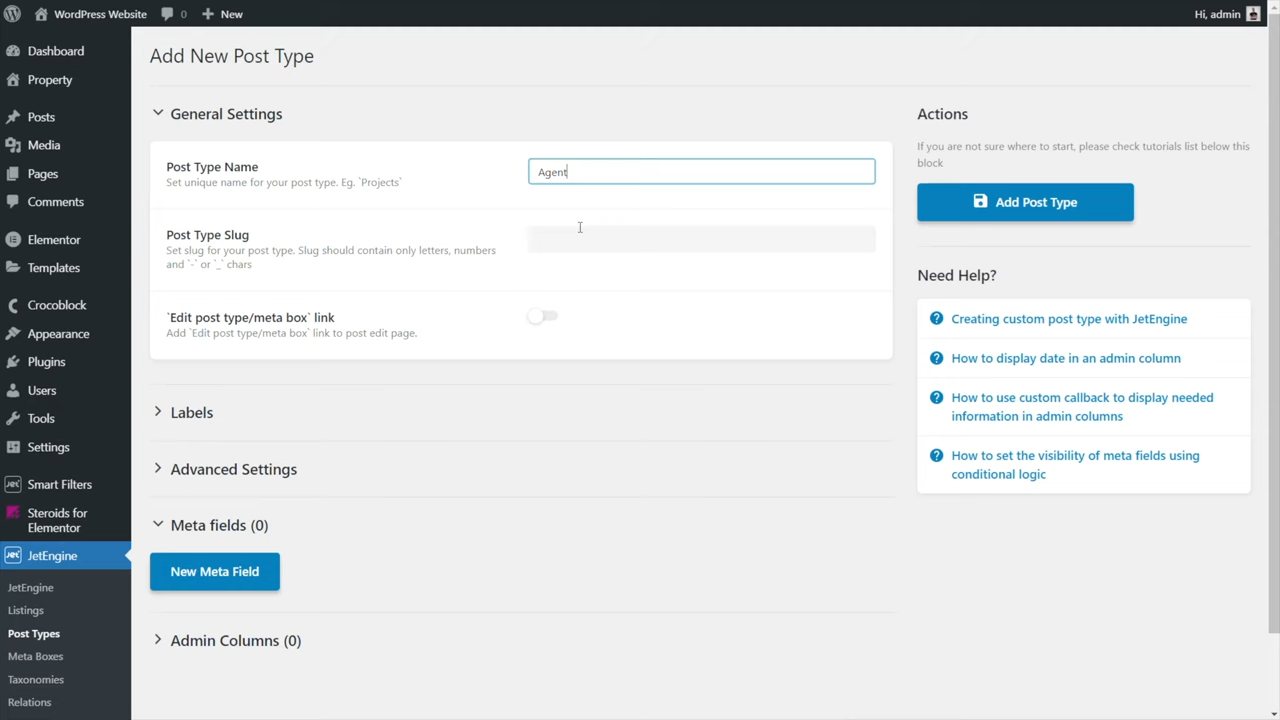 WordPress Website
0
New
Hi, admin
Dashboard
Property
Posts
Media
Pages
Comments
Elementor
Templates
Crocoblock
Appearance
Plugins
Users
Tools
Settings
Smart Filters
Steroids for
Elementor
JetEngine
JetEngine
Listings
Post Types
Meta Boxes
Taxonomies
Relations
Add New Post Type
General Settings
Post Type Name
Set unique name for your post type. Eg. `Projects`
Agent
Post Type Slug
Set slug for your post type. Slug should contain only letters, numbers
and `-` or `_` chars
`Edit post type/meta box` link
Add `Edit post type/meta box` link to post edit page.
Labels
Advanced Settings
Meta fields (0)
New Meta Field
Admin Columns (0)
Actions
If you are not sure where to start, please check tutorials list below this
block
Add Post Type
Need Help?
Creating custom post type with JetEngine
How to display date in an admin column
How to use custom callback to display needed
information in admin columns
How to set the visibility of meta fields using
conditional logic